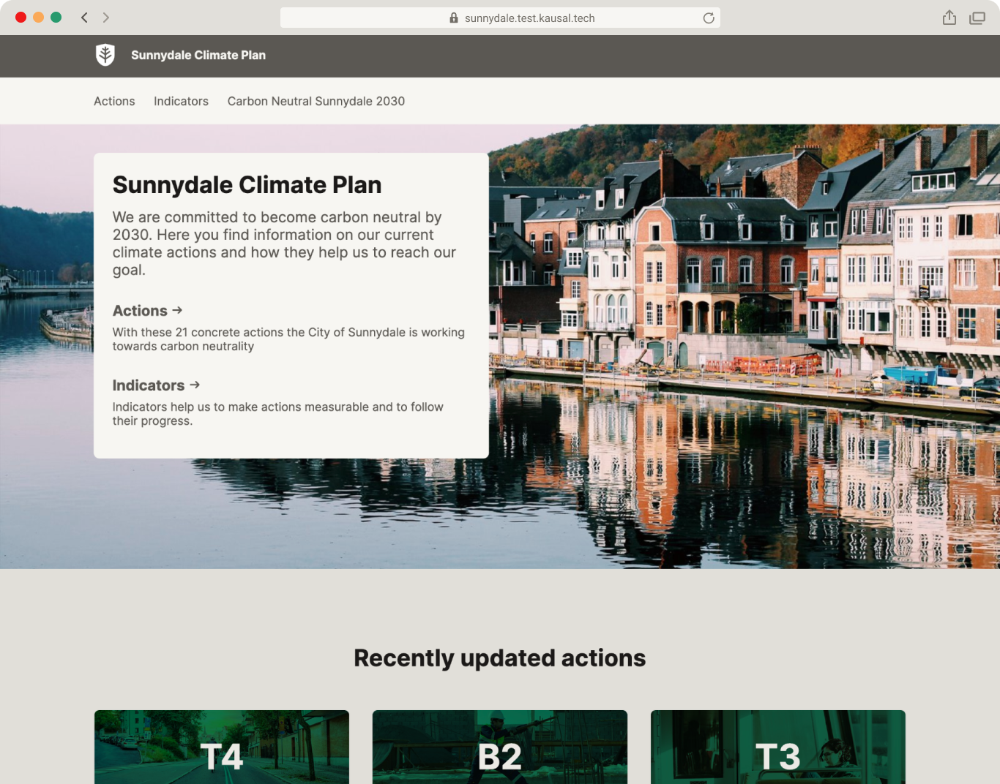 sunnydale.test.kausal.tech
Sunnydale Climate Plan
Actions Indicators Carbon Neutral Sunnydale 2030
Sunnydale Climate Plan
We are committed to become carbon neutral by
2030. Here you find information on our current
climate actions and how they help us to reach our
goal.
Actions →
With these 21 concrete actions the City of Sunnydale is working
towards carbon neutrality
Indicators →
Indicators help us to make actions measurable and to follow
their progress.
Recently updated actions
T4 B2 T3